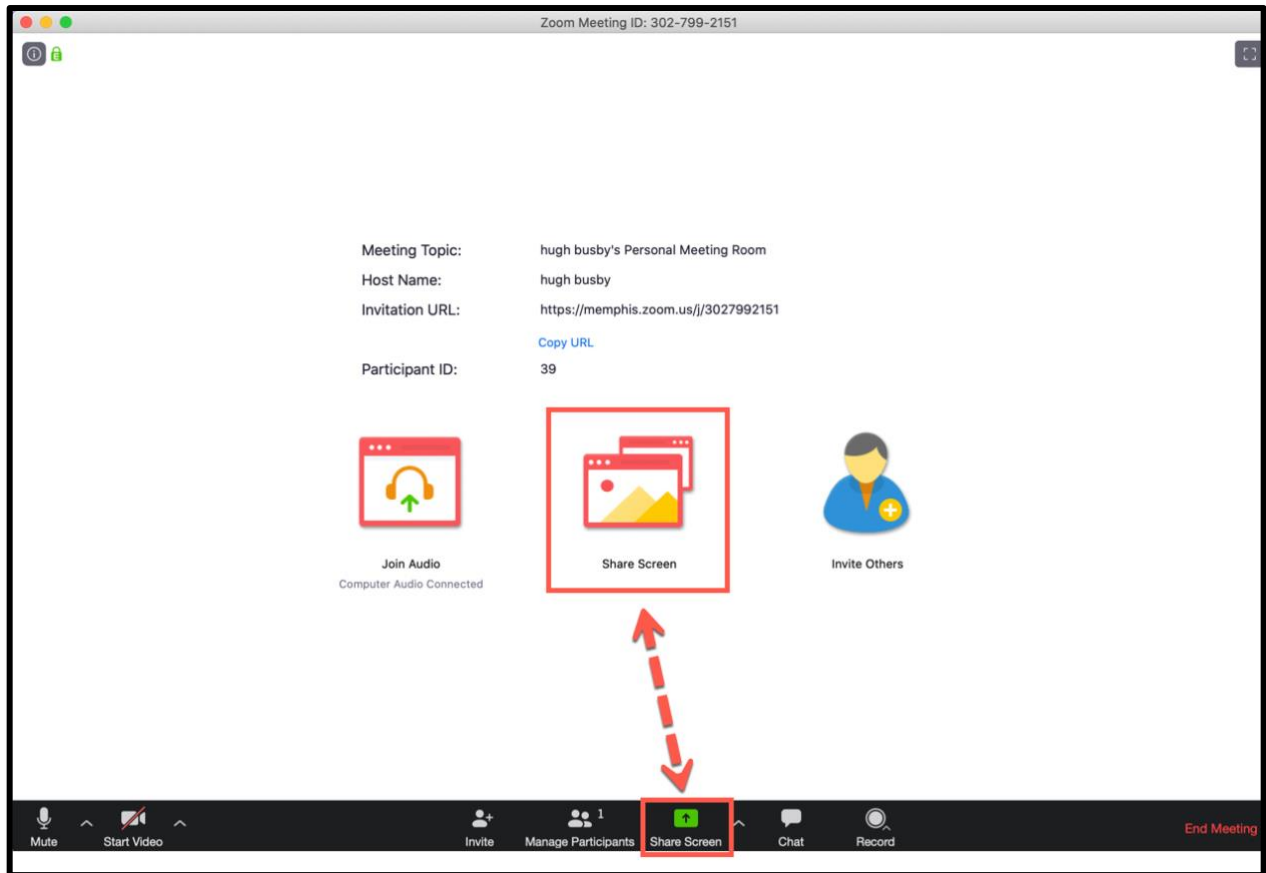 Zoom Meeting ID: 302-799-2151
Meeting Topic: hugh busby's Personal Meeting Room
Host Name: hugh busby
Invitation URL: https://memphis.zoom.us/j/3027992151
Copy URL
Participant ID: 39
Join Audio Share Screen Invite Others
Computer Audio Connected
1
Mute Start Video Invite Manage Participants Share Screen Chat Record End Meeting